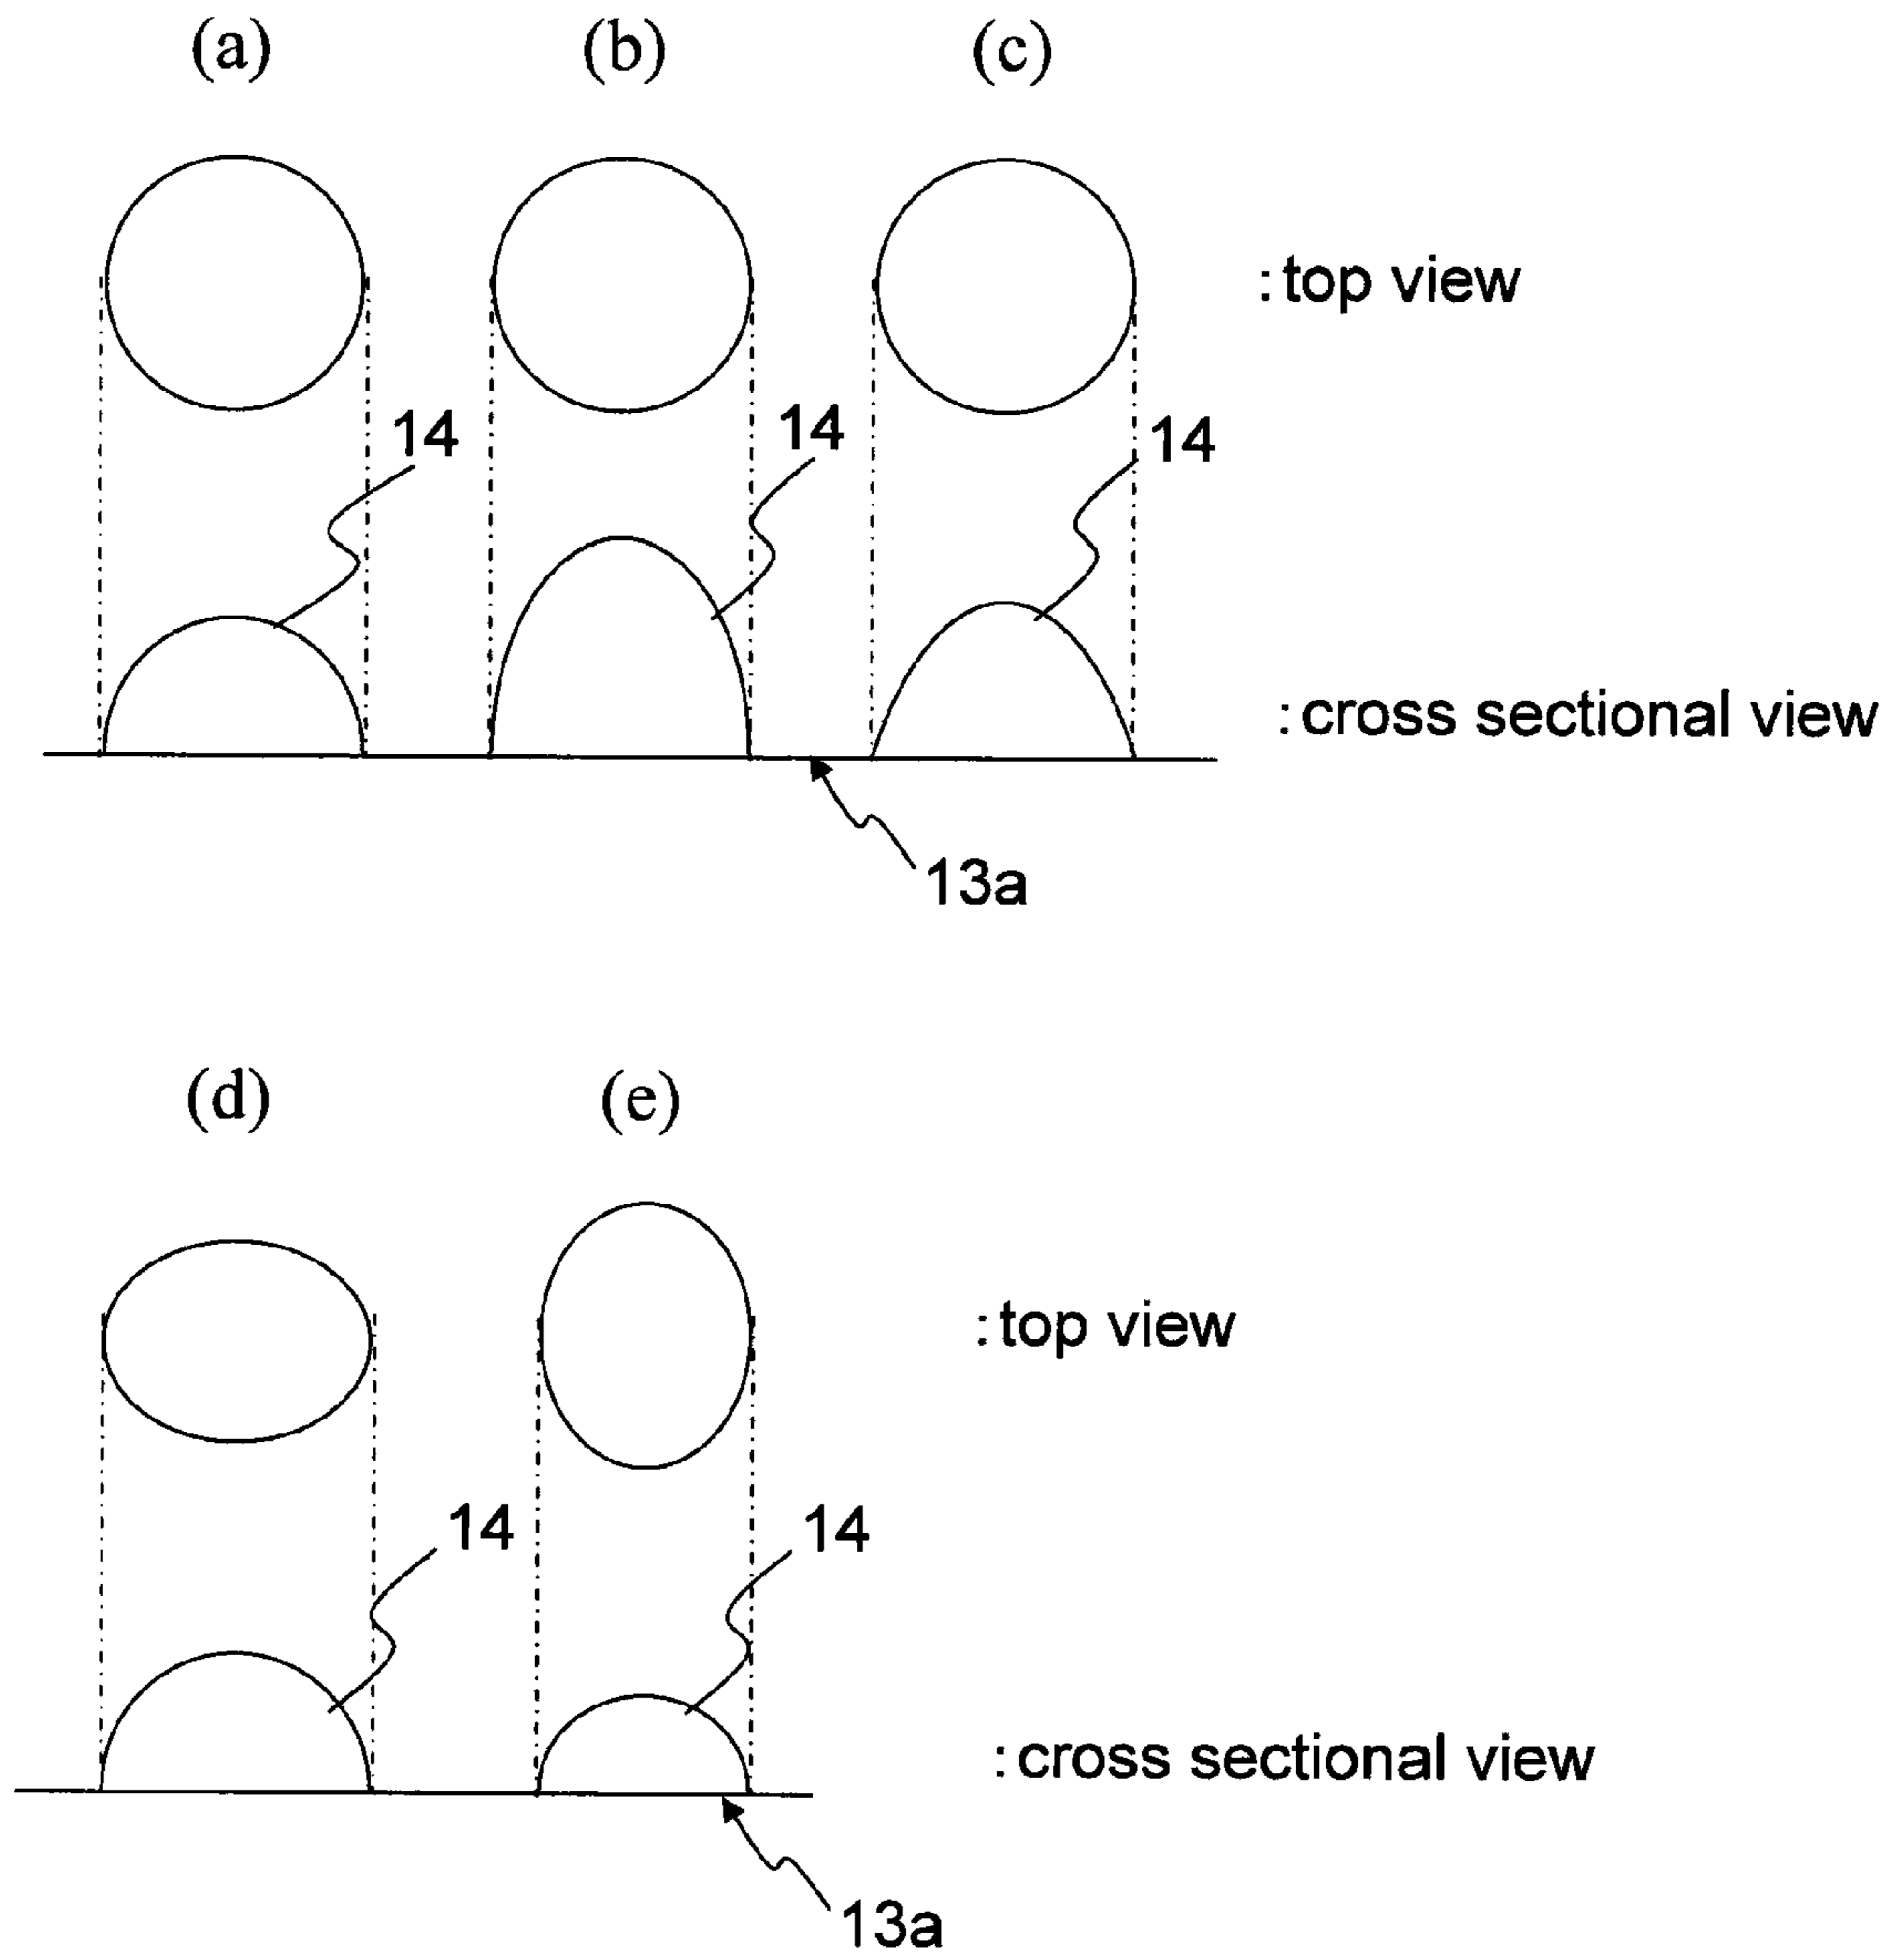 (a) (b) (c)
:top view
14 14 14
:cross sectional view
13a
(d) (e)
:top view
14 14
:cross sectional view
13a